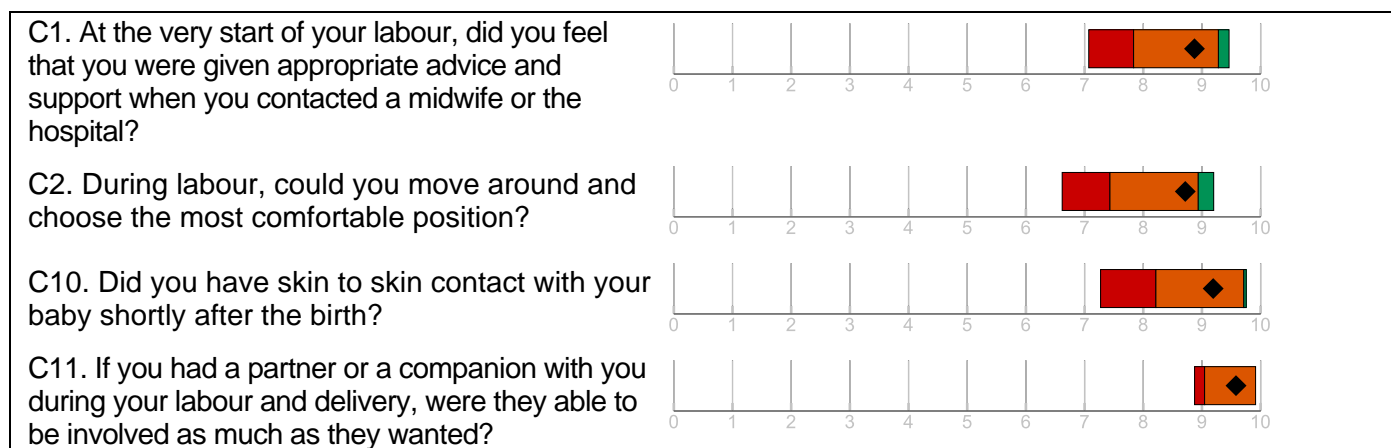 C1. At the very start of your labour, did you feel
that you were given appropriate advice and
support when you contacted a midwife or the
hospital?
0 1 2 3 4 5 6 7 8 9 10
C2. During labour, could you move around and
choose the most comfortable position?
0 1 2 3 4 5 6 7 8 9 10
C10. Did you have skin to skin contact with your
baby shortly after the birth?
0 1 2 3 4 5 6 7 8 9 10
C11. If you had a partner or a companion with you
during your labour and delivery, were they able to
be involved as much as they wanted?
0 1 2 3 4 5 6 7 8 9 10